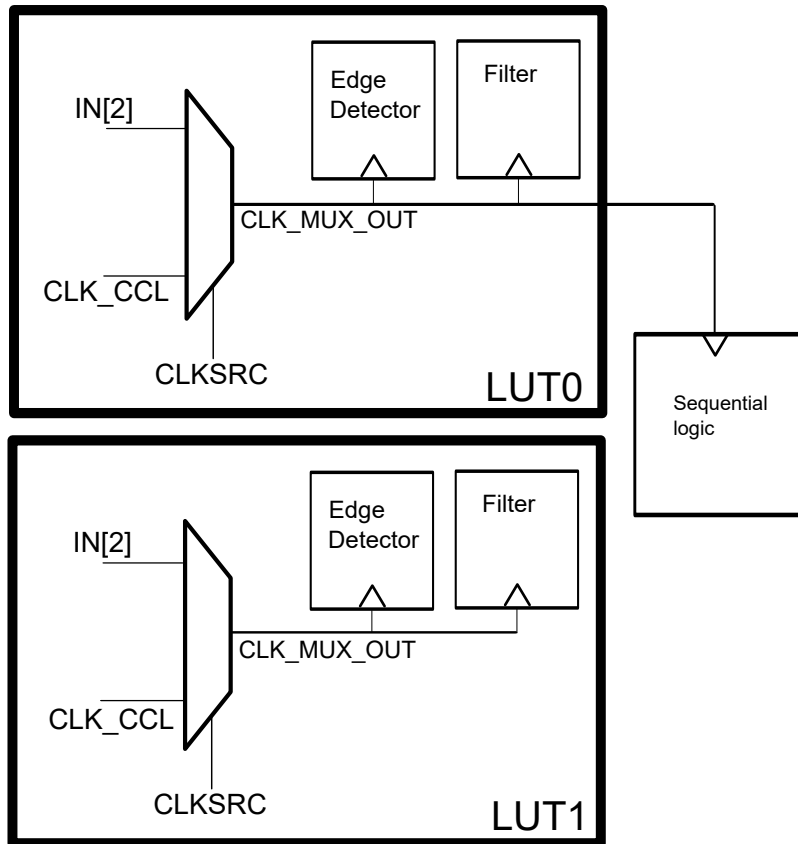 Edge
Detector
Filter
IN[2]
CLK_MUX_OUT
CLK_CCL
CLKSRC
LUT0
Sequential
logic
Edge
Detector
Filter
IN[2]
CLK_MUX_OUT
CLK_CCL
CLKSRC
LUT1